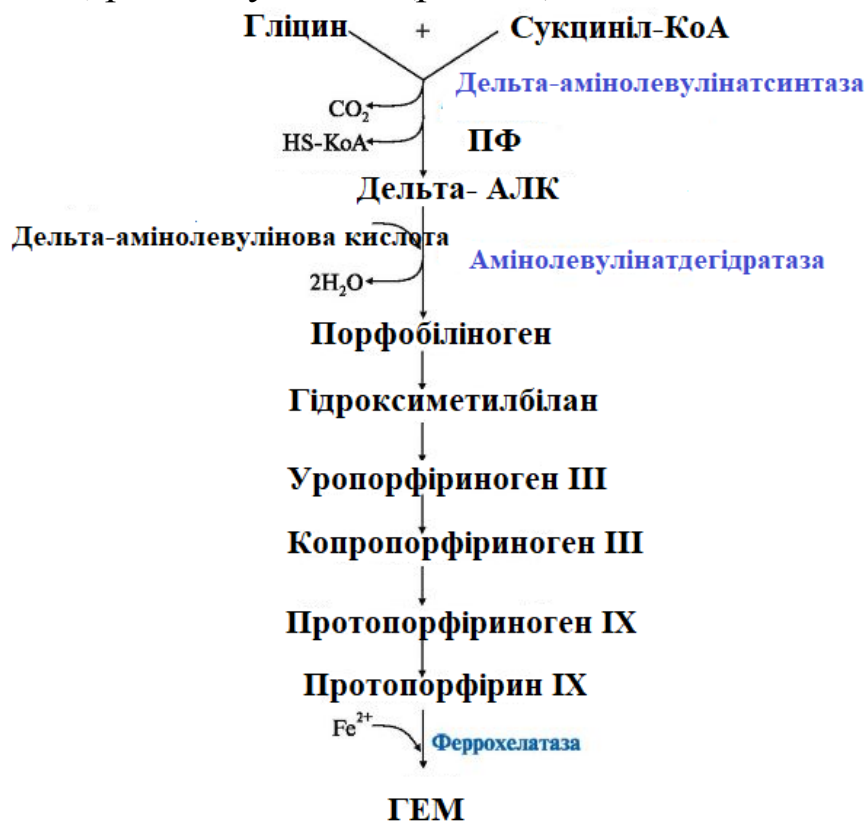 Гліцин + Сукциніл-КоА
Дельта-амінолевулінатсинтаза
CO2
HS-KoA
ПФ
Дельта- АЛК
Дельта-амінолевулінова кислота
Амінолевулінатдегідратаза
2H2O
Порфобіліноген
Гідроксиметилбілан
Уропорфіриноген III
Копропорфіриноген III
Протопорфіриноген IX
Протопорфірин IX
Fe2+
Феррохелатаза
ГЕМ